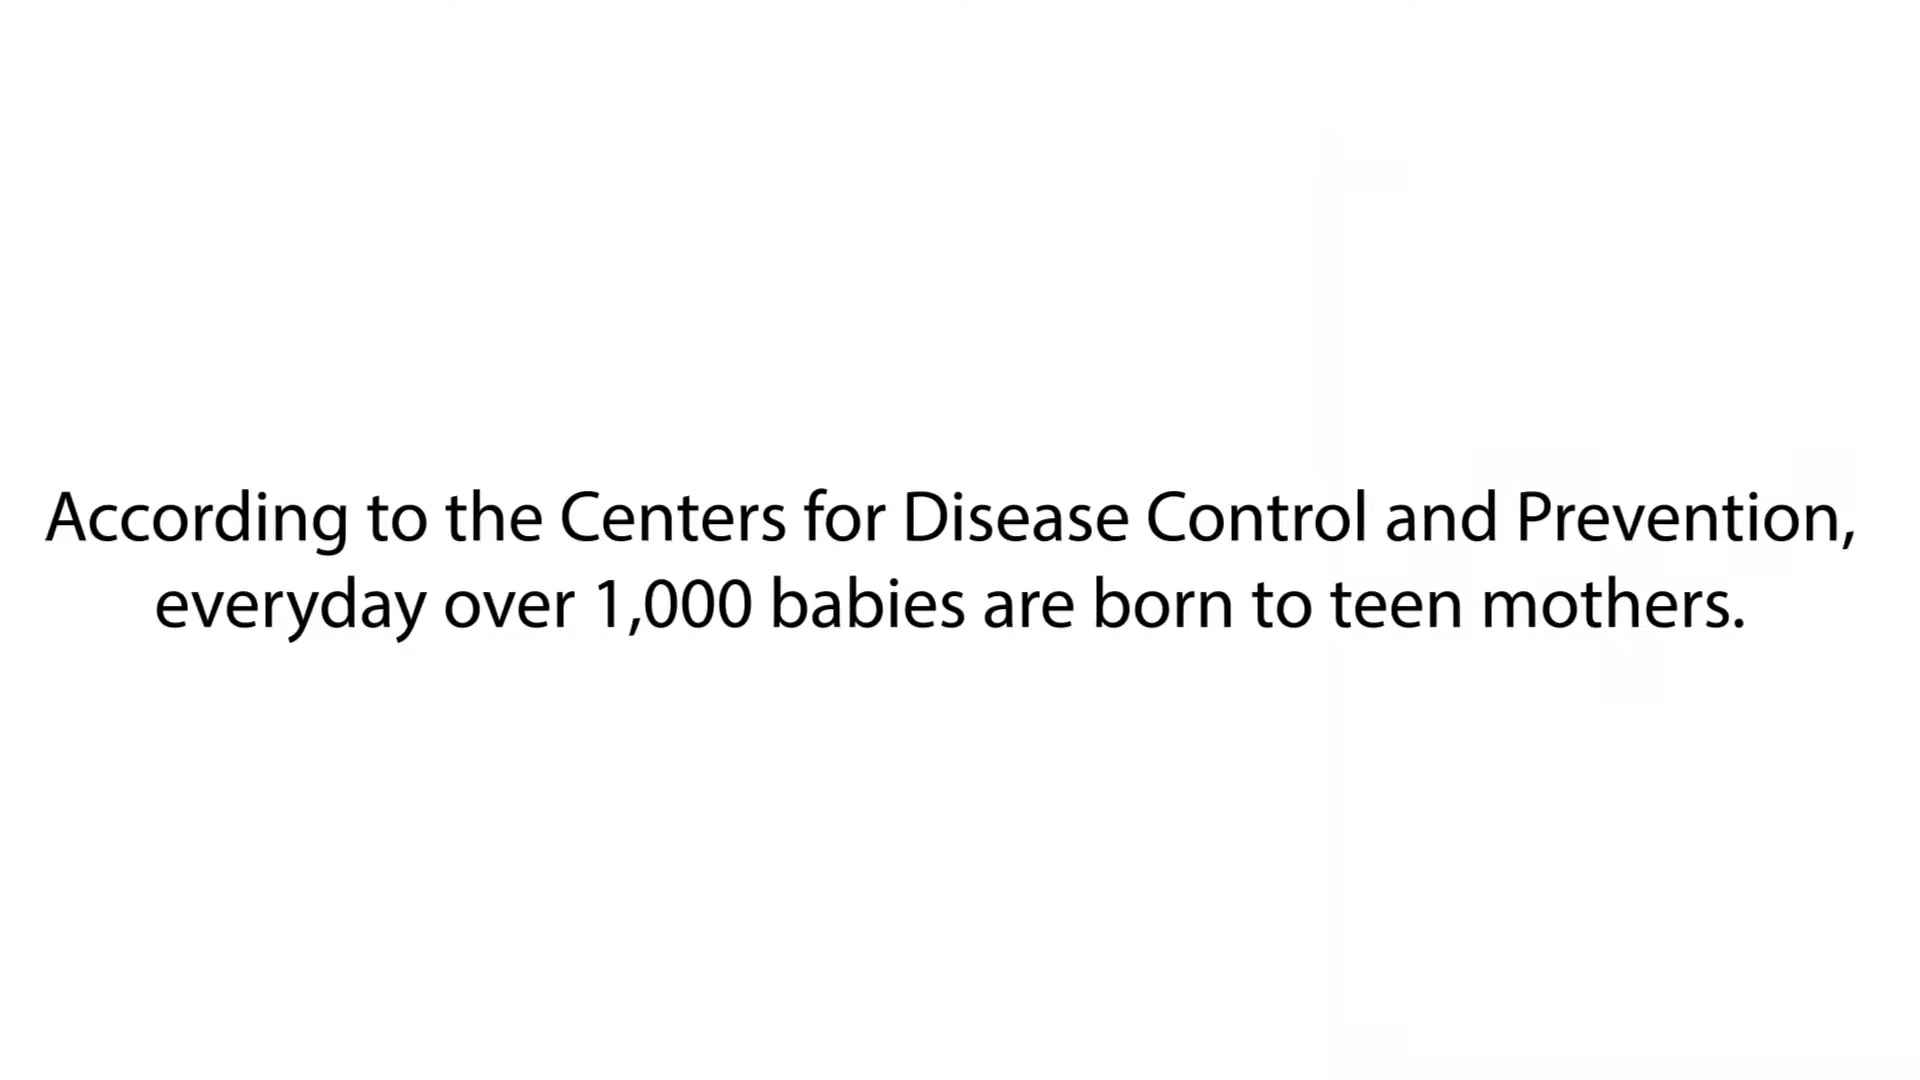 According to the Centers for Disease Control and Prevention,
everyday over 1,000 babies are born to teen mothers.